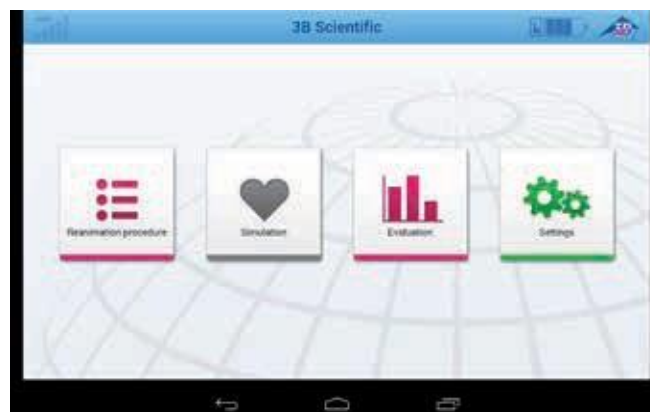 3B Scientific
Reanimation procedure
Simulation
Evaluation
Settings